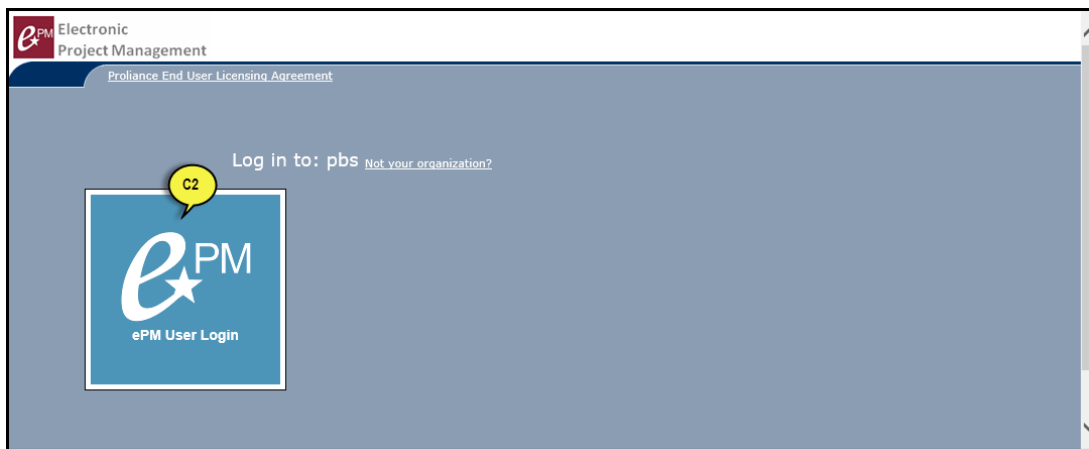 ePM Electronic
Project Management
Proliance End User Licensing Agreement
Log in to: pbs Not your organization?
C2
ePM
ePM User Login